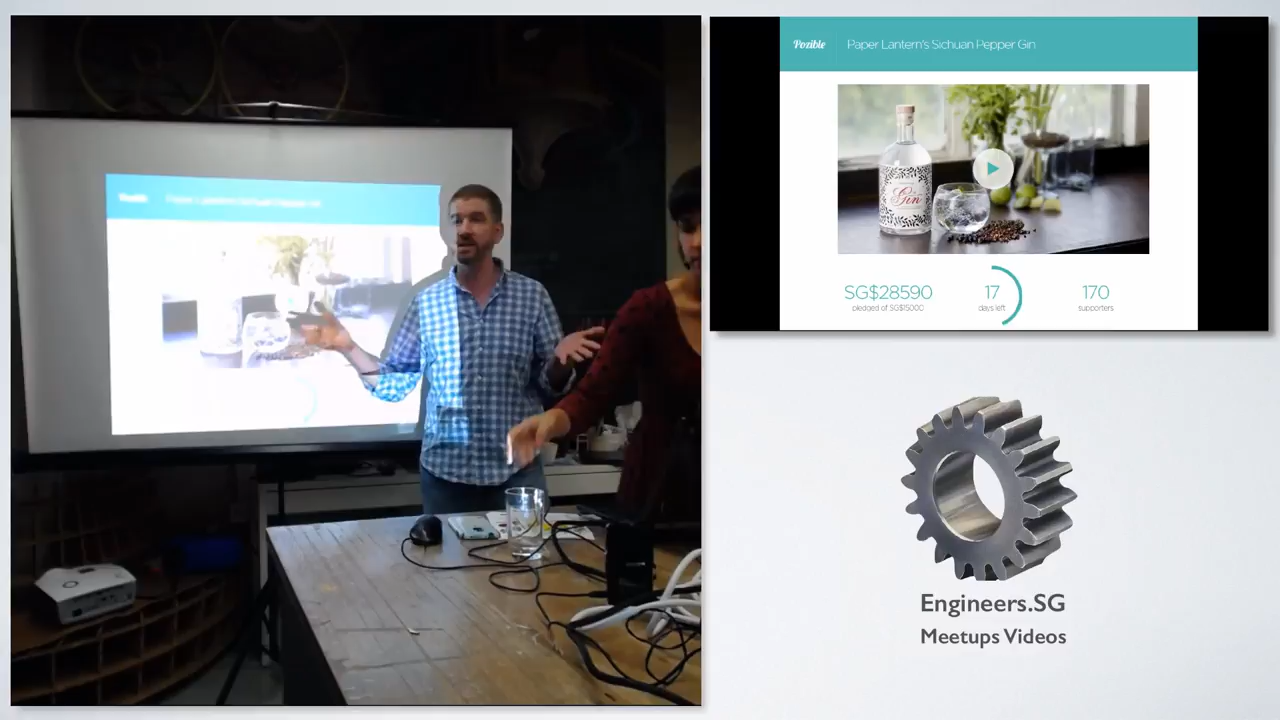 Pozible
Paper Lantern's Sichuan Pepper Gin
Gin
SG$28590
pledged of SG$15000
17
days left
170
supporters
Engineers.SG
Meetups Videos